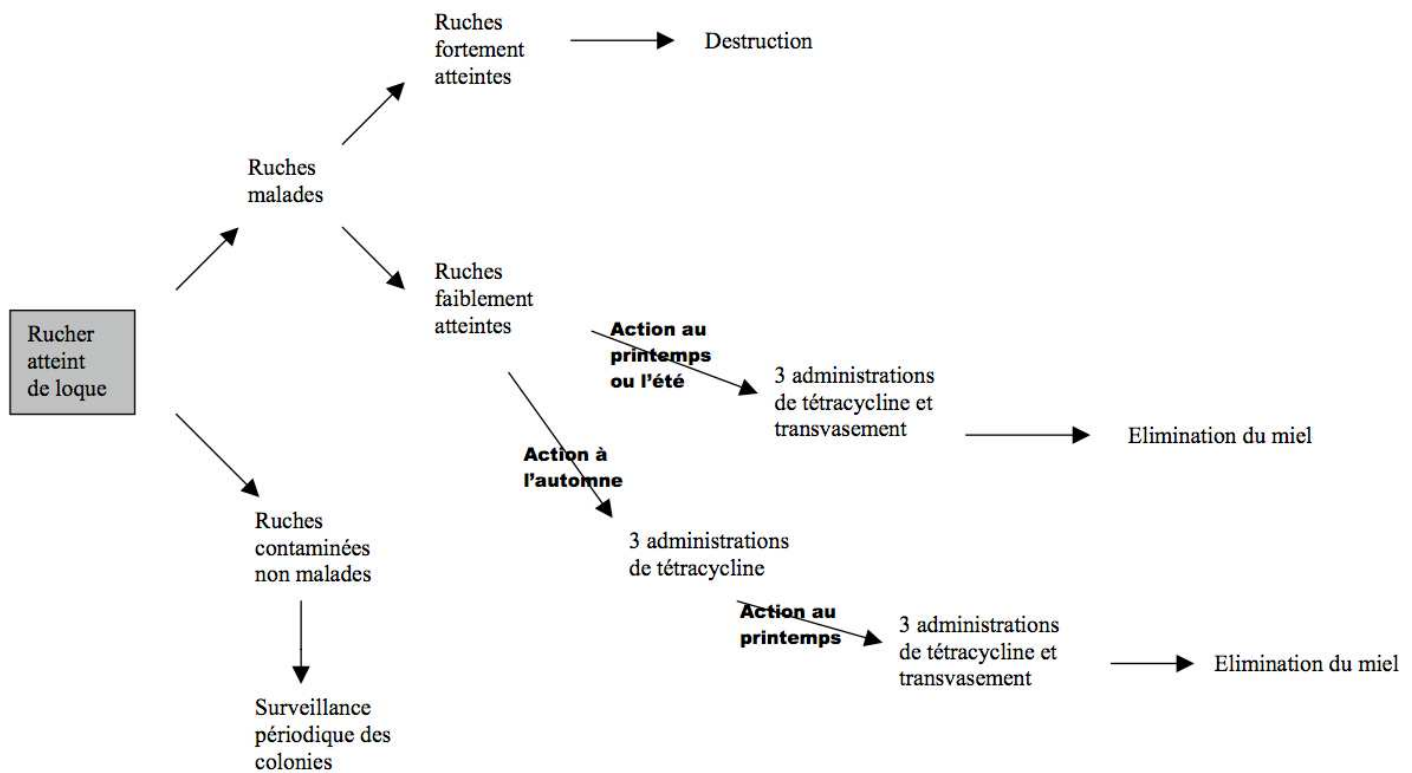 Ruches
fortement
atteintes
Destruction
Ruches
malades
Ruches
faiblement
atteintes
Rucher
atteint
de loque
Action au
printemps
ou l’été
3 administrations
de tétracycline et
transvasement
Elimination du miel
Action à
l’automne
Ruches
contaminées
non malades
3 administrations
de tétracycline
Action au
printemps
3 administrations
de tétracycline et
transvasement
Elimination du miel
Surveillance
périodique des
colonies